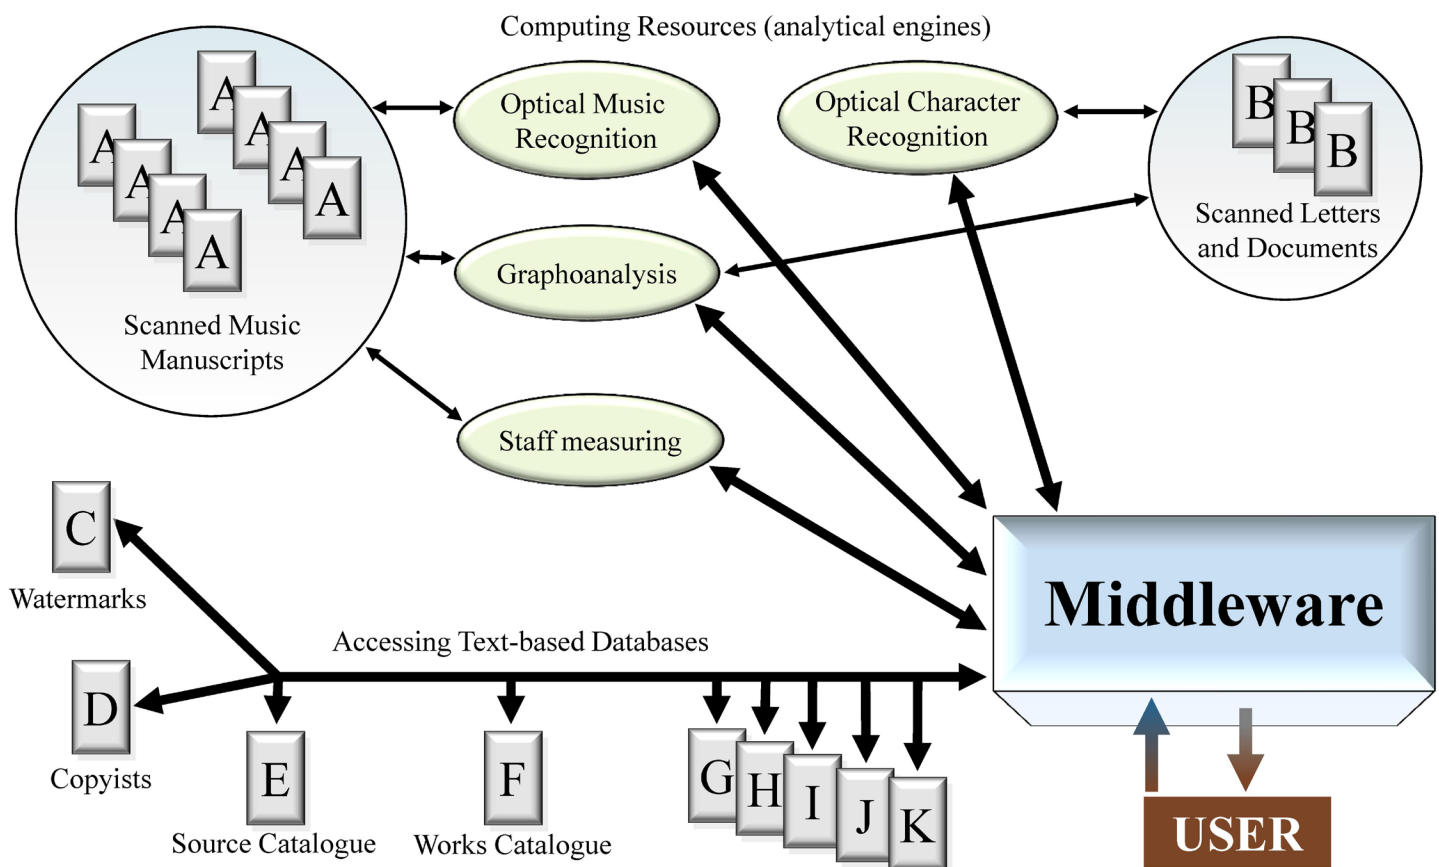 Computing Resources (analytical engines)
A
A
A
A
A
A
A
A
Scanned Music
Manuscripts
Optical Music
Recognition
Optical Character
Recognition
B
B
B
Scanned Letters
and Documents
Graphoanalysis
Staff measuring
C
Watermarks
D
Copyists
Accessing Text-based Databases
E
Source Catalogue
F
Works Catalogue
G
H
I
J
K
Middleware
USER